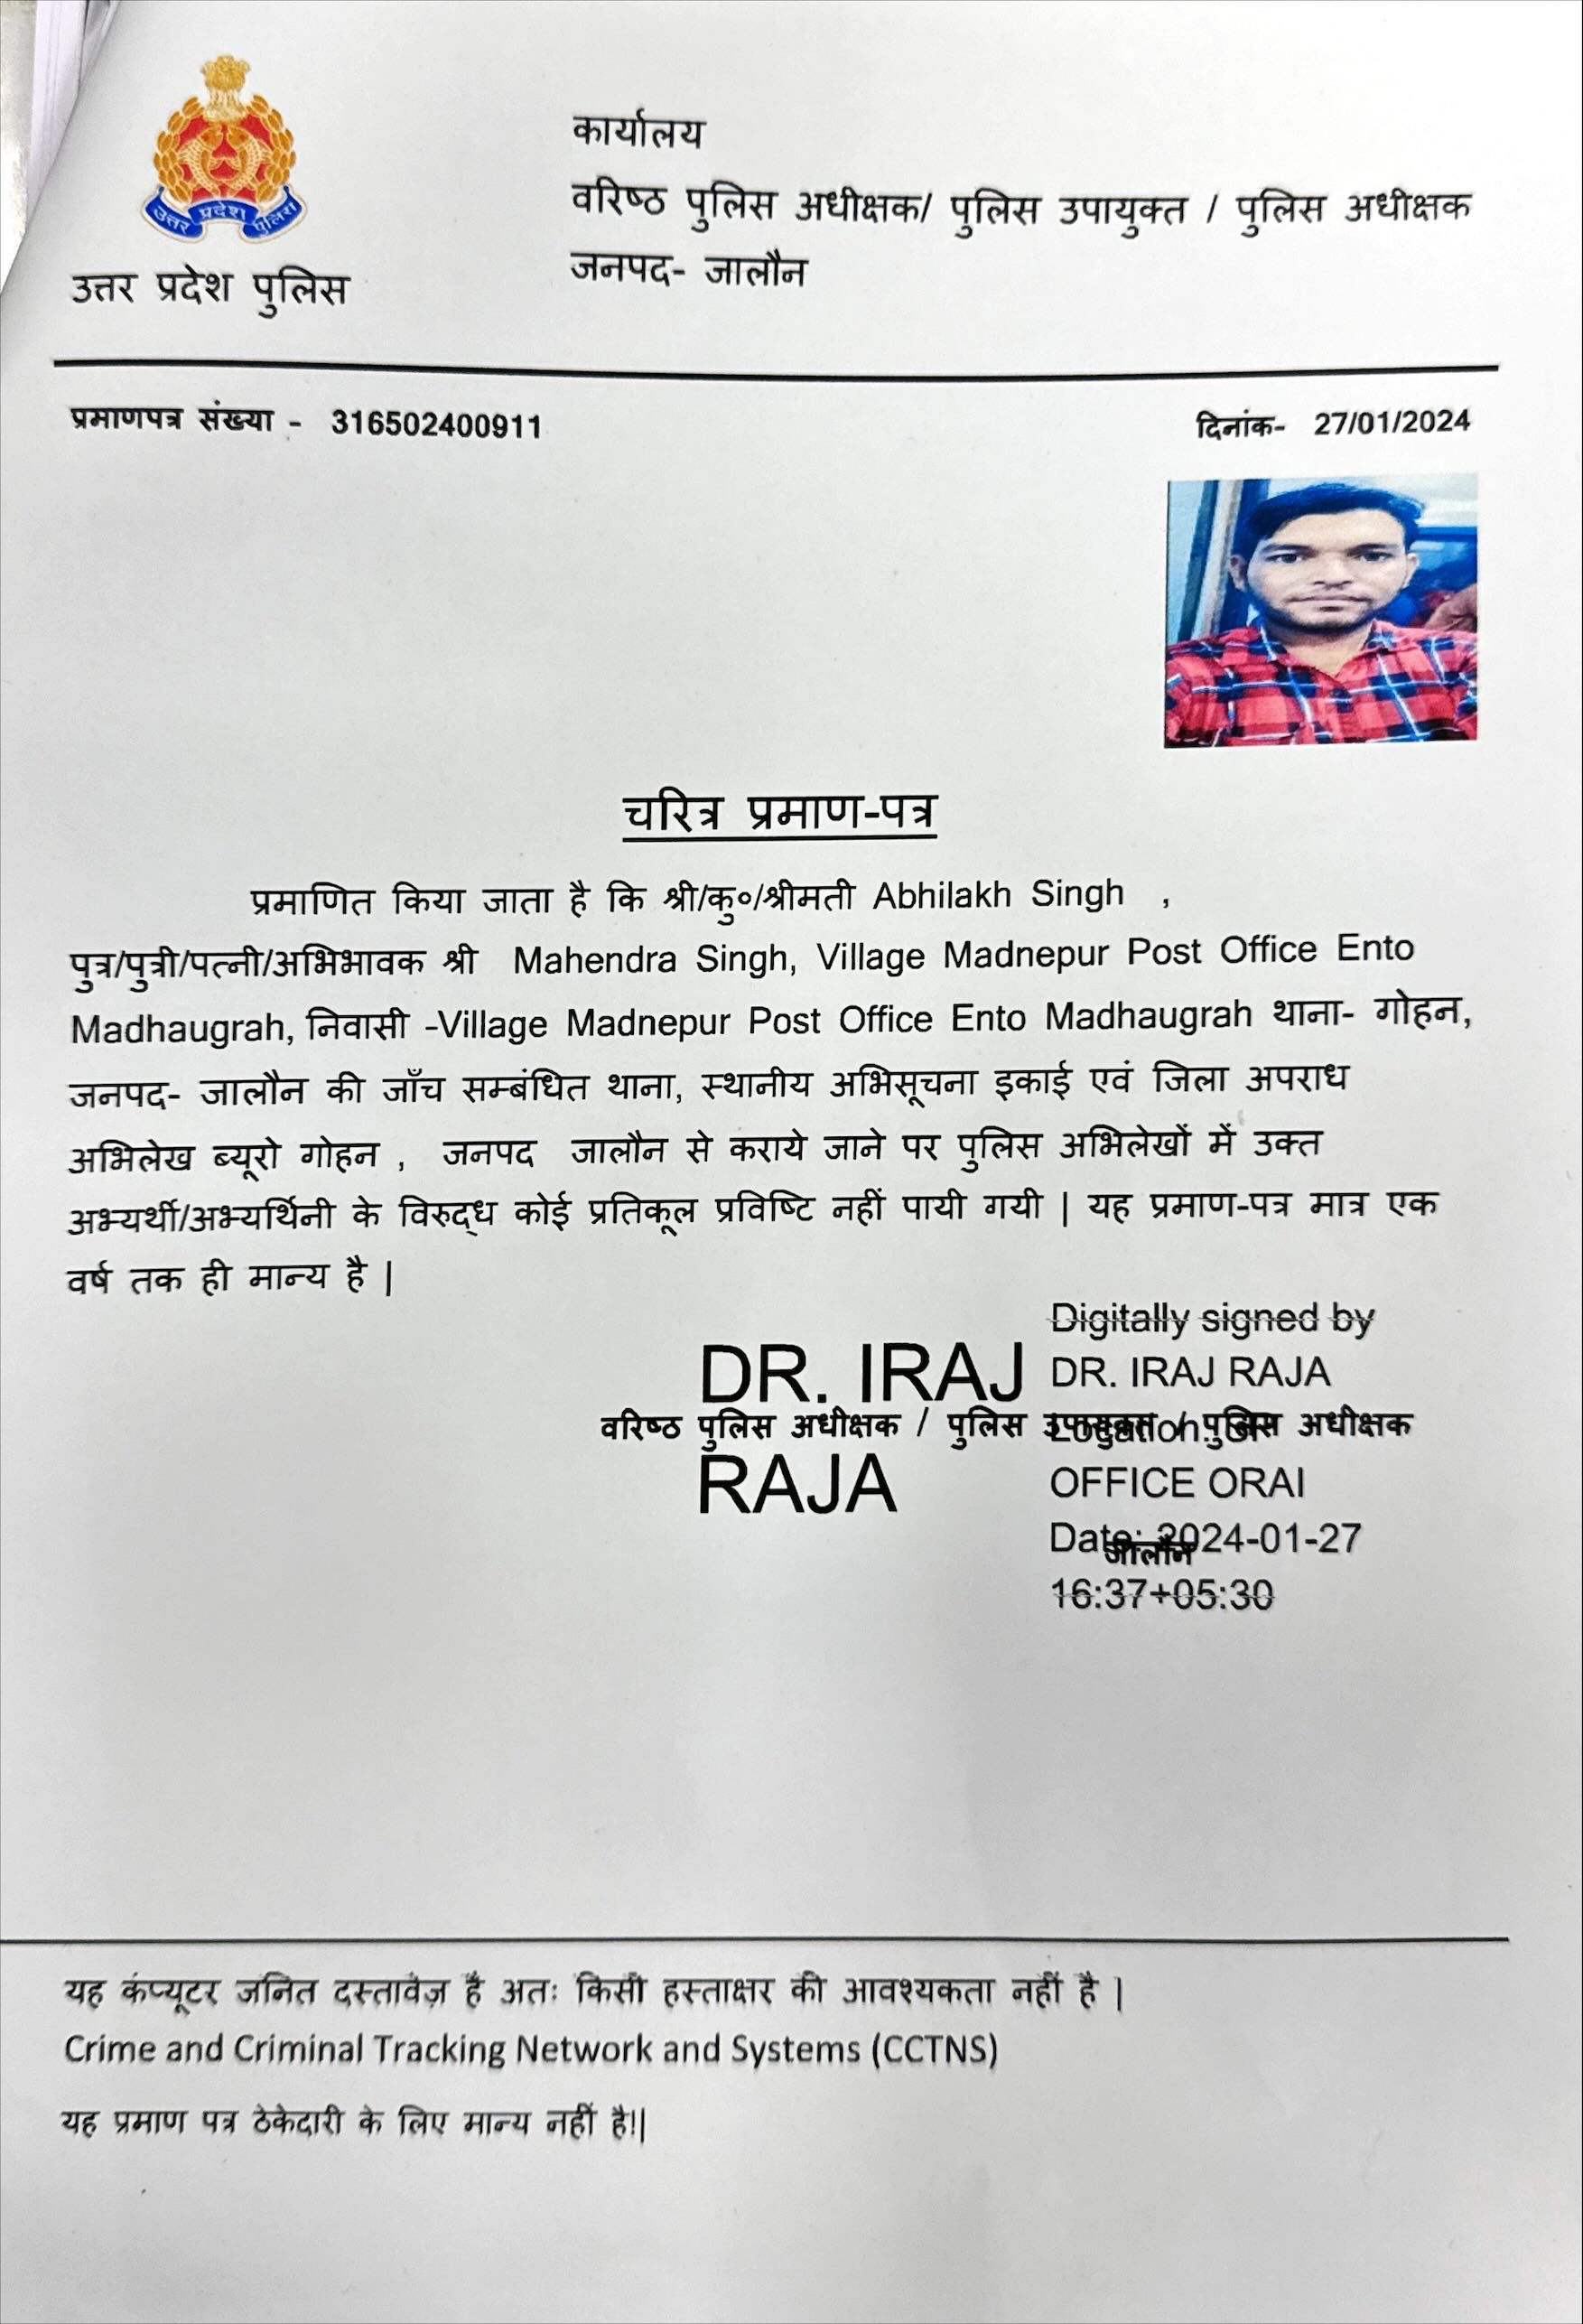 कार्यालय
वरिष्ठ पुलिस अधीक्षक/ पुलिस उपायुक्त / पुलिस अधीक्षक
जनपद- जालौन
उत्तर प्रदेश पुलिस
उत्तर प्रदेश पुलिस
प्रमाणपत्र संख्या - 316502400911
दिनांक- 27/01/2024
चरित्र प्रमाण-पत्र
प्रमाणित किया जाता है कि श्री/कु०/श्रीमती Abhilakh Singh ,
पुत्र/पुत्री/पत्नी/अभिभावक श्री Mahendra Singh, Village Madnepur Post Office Ento
Madhaugrah, निवासी -Village Madnepur Post Office Ento Madhaugrah थाना- गोहन,
जनपद- जालौन की जाँच सम्बंधित थाना, स्थानीय अभिसूचना इकाई एवं जिला अपराध
अभिलेख ब्यूरो गोहन , जनपद जालौन से कराये जाने पर पुलिस अभिलेखों में उक्त
अभ्यर्थी/अभ्यर्थिनी के विरुद्ध कोई प्रतिकूल प्रविष्टि नहीं पायी गयी | यह प्रमाण-पत्र मात्र एक
वर्ष तक ही मान्य है |
DR. IRAJ
RAJA
Digitally signed by
DR. IRAJ RAJA
Location: SP
OFFICE ORAI
Date: 2024-01-27
16:37+05:30
वरिष्ठ पुलिस अधीक्षक / पुलिस उपायुक्त / पुलिस अधीक्षक
जालौन
यह कंप्यूटर जनित दस्तावेज़ है अतः किसी हस्ताक्षर की आवश्यकता नहीं है |
Crime and Criminal Tracking Network and Systems (CCTNS)
यह प्रमाण पत्र ठेकेदारी के लिए मान्य नहीं है!|